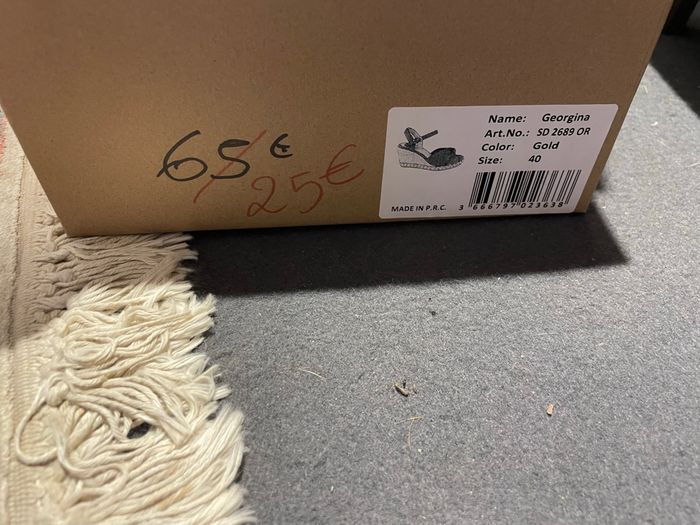 65€
25€
Name: Georgina
Art.No.: SD 2689 OR
Color: Gold
Size: 40
MADE IN P.R.C.
3 666797 023638